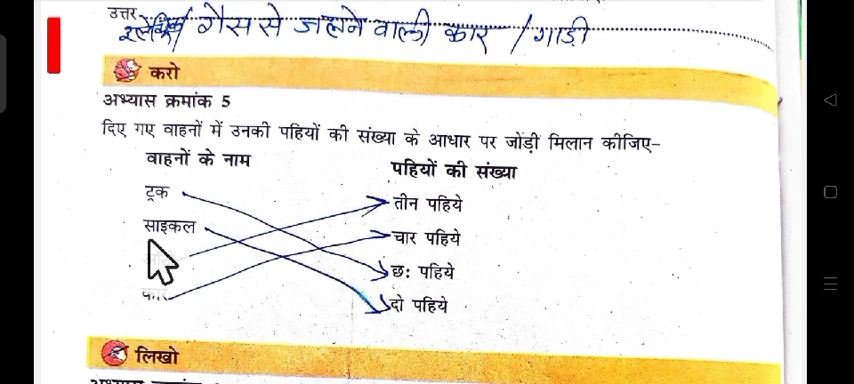 उत्तर
गैस से जलने वाली कार / गाड़ी
करो
अभ्यास क्रमांक 5
दिए गए वाहनों में उनकी पहियों की संख्या के आधार पर जोड़ी मिलान कीजिए–
वाहनों के नाम पहियों की संख्या
ट्रक तीन पहिये
साइकल चार पहिये
छः पहिये
कार दो पहिये
लिखो